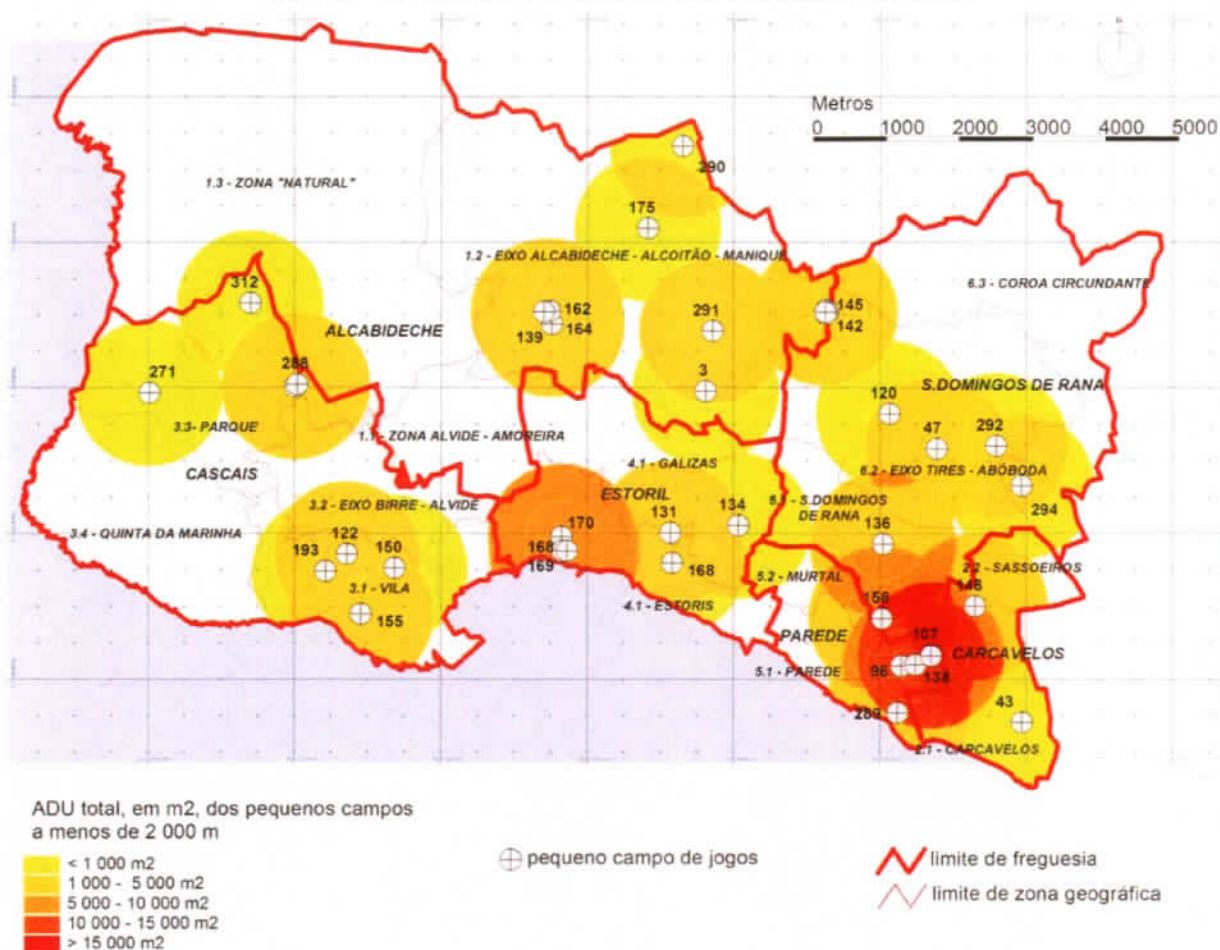 Metros
0 1000 2000 3000 4000 5000
290
1.3 - ZONA "NATURAL"
175
1.2 - EIXO ALCABIDECHE - ALCOITÃO - MANIQUE
6.3 - COROA CIRCUNDANTE
312
162
164
139
291
145
142
ALCABIDECHE
271
288
3
120
S.DOMINGOS DE RANA
3.3- PARQUE
1.1- ZONA ALVIDE - AMOREIRA
47
292
CASCAIS
4.1 - GALIZAS
6.2 - EIXO TIRES - ABÓBODA
3.2 - EIXO BIRRE - ALVIDE
ESTORIL
S.DOMINGOS
DE RANA
294
3.4 - QUINTA DA MARINHA
122
193
150
170
168
169
131
134
136
168
3.1 - VILA
5.2 - MURTAL
2.2 - SASSOEIROS
146
155
4.1 - ESTORIS
158
PAREDE
107
CARCAVELOS
5.1 - PAREDE
96
138
289
43
2.1 - CARCAVELOS
ADU total, em m2, dos pequenos campos
a menos de 2 000 m
< 1 000 m2
1 000 - 5 000 m2
5 000 - 10 000 m2
10 000 - 15 000 m2
> 15 000 m2
pequeno campo de jogos
limite de freguesia
limite de zona geográfica